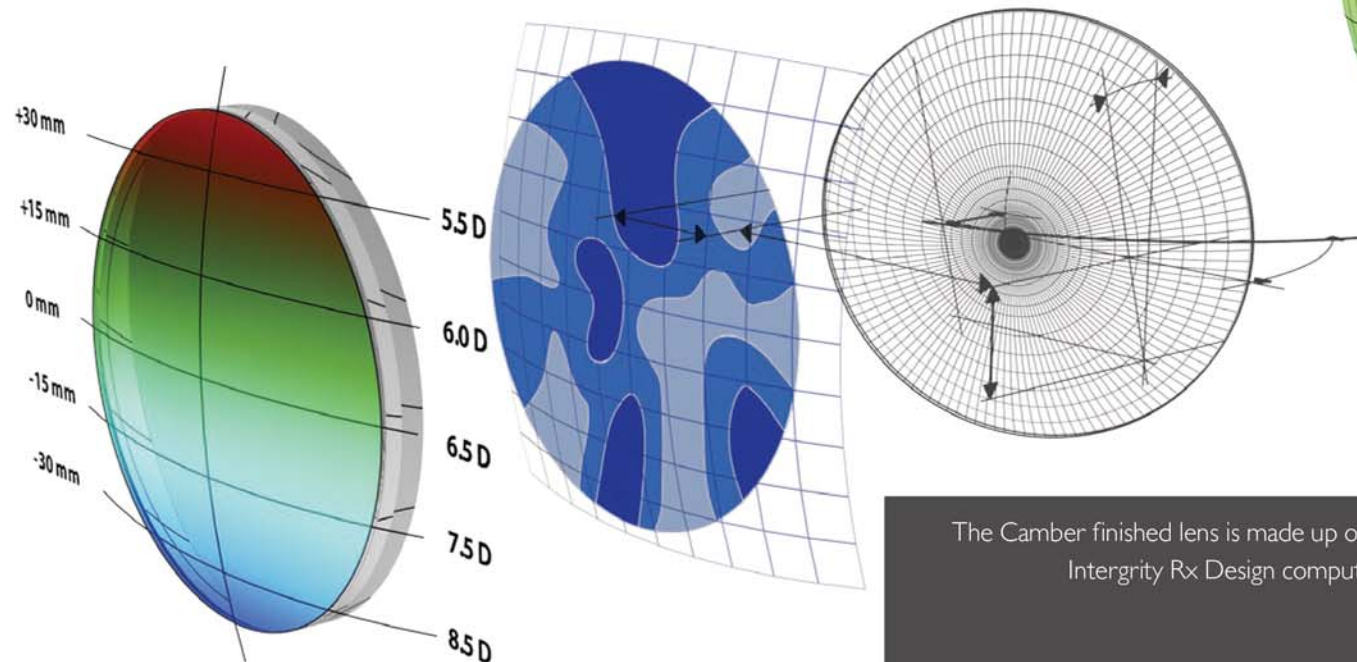 +30 mm
+15 mm
0 mm
-15 mm
-30 mm
5.5 D
6.0 D
6.5 D
7.5 D
8.5 D
The Camber finished lens is made up o
Intergrity Rx Design comput